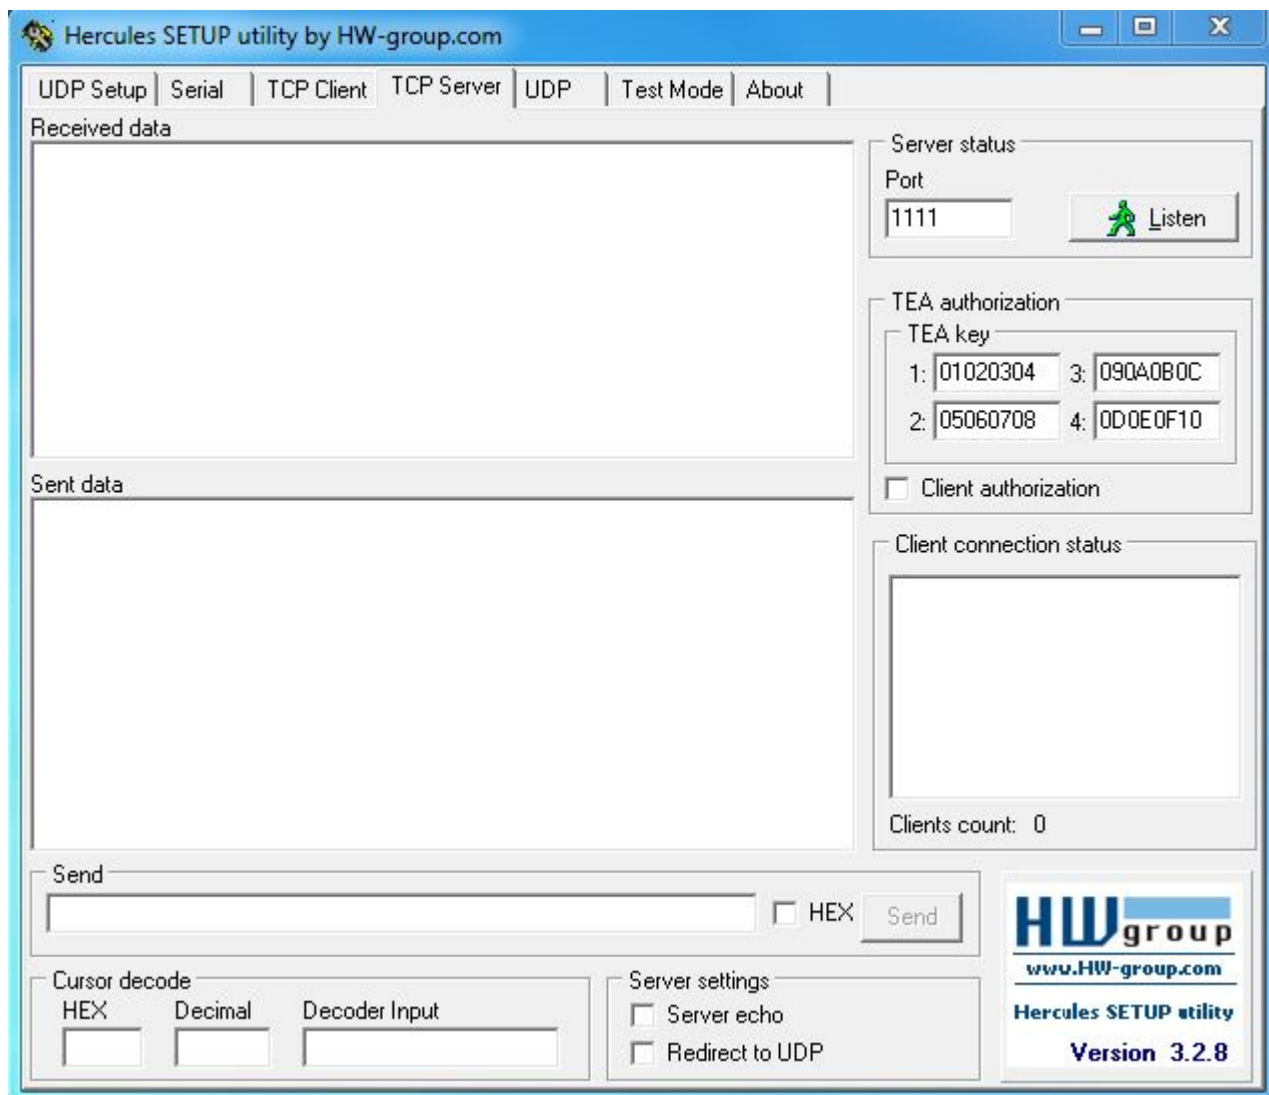 Hercules SETUP utility by HW-group.com
UDP Setup Serial TCP Client TCP Server UDP Test Mode About
Received data
Server status
Port
1111 Listen
TEA authorization
TEA key
1: 01020304 3: 090A0B0C
2: 05060708 4: 0D0E0F10
Client authorization
Sent data
Client connection status
Clients count: 0
Send
HEX Send
Cursor decode
HEX Decimal Decoder Input
Server settings
Server echo
Redirect to UDP
HW group
www.HW-group.com
Hercules SETUP utility
Version 3.2.8